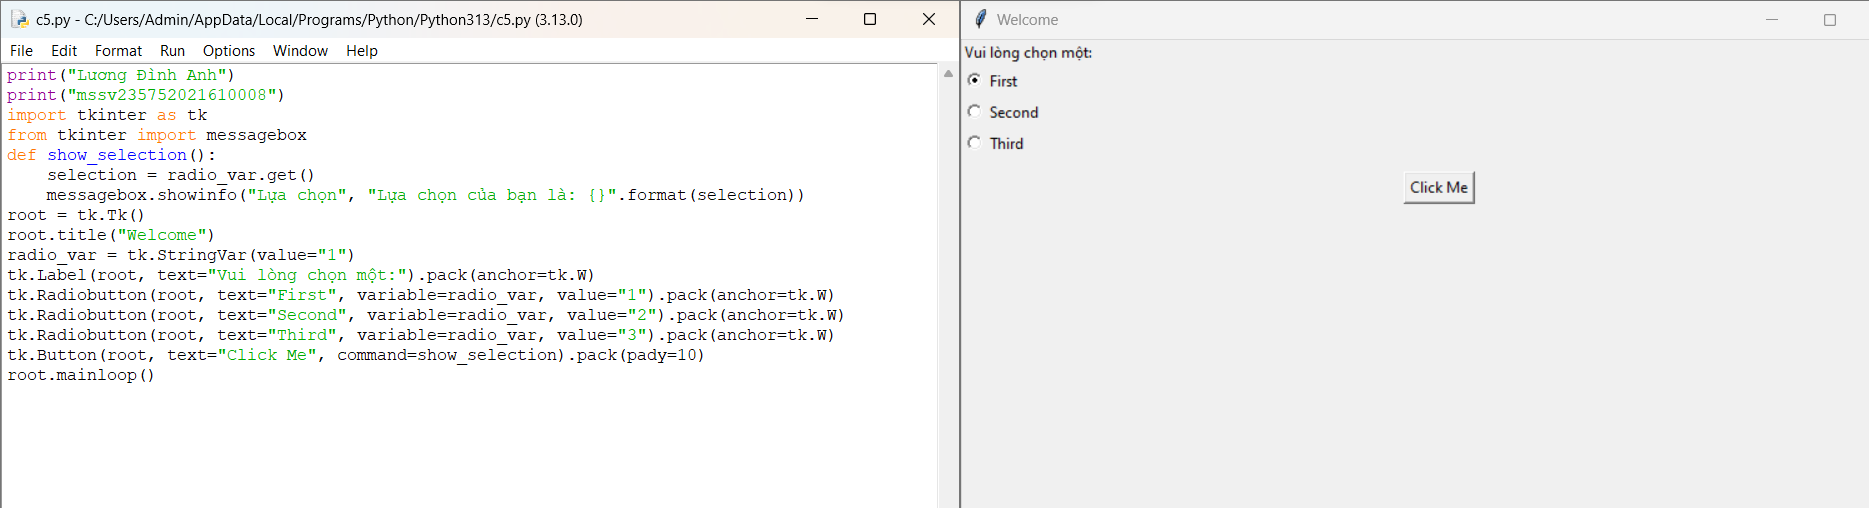 c5.py - C:/Users/Admin/AppData/Local/Programs/Python/Python313/c5.py (3.13.0)
File Edit Format Run Options Window Help
print("Lương Đình Anh")
print("mssv235752021610008")
import tkinter as tk
from tkinter import messagebox
def show_selection():
    selection = radio_var.get()
    messagebox.showinfo("Lựa chọn", "Lựa chọn của bạn là: {}".format(selection))
root = tk.Tk()
root.title("Welcome")
radio_var = tk.StringVar(value="1")
tk.Label(root, text="Vui lòng chọn một:").pack(anchor=tk.W)
tk.Radiobutton(root, text="First", variable=radio_var, value="1").pack(anchor=tk.W)
tk.Radiobutton(root, text="Second", variable=radio_var, value="2").pack(anchor=tk.W)
tk.Radiobutton(root, text="Third", variable=radio_var, value="3").pack(anchor=tk.W)
tk.Button(root, text="Click Me", command=show_selection).pack(pady=10)
root.mainloop()
Welcome
Vui lòng chọn một:
First
Second
Third
Click Me